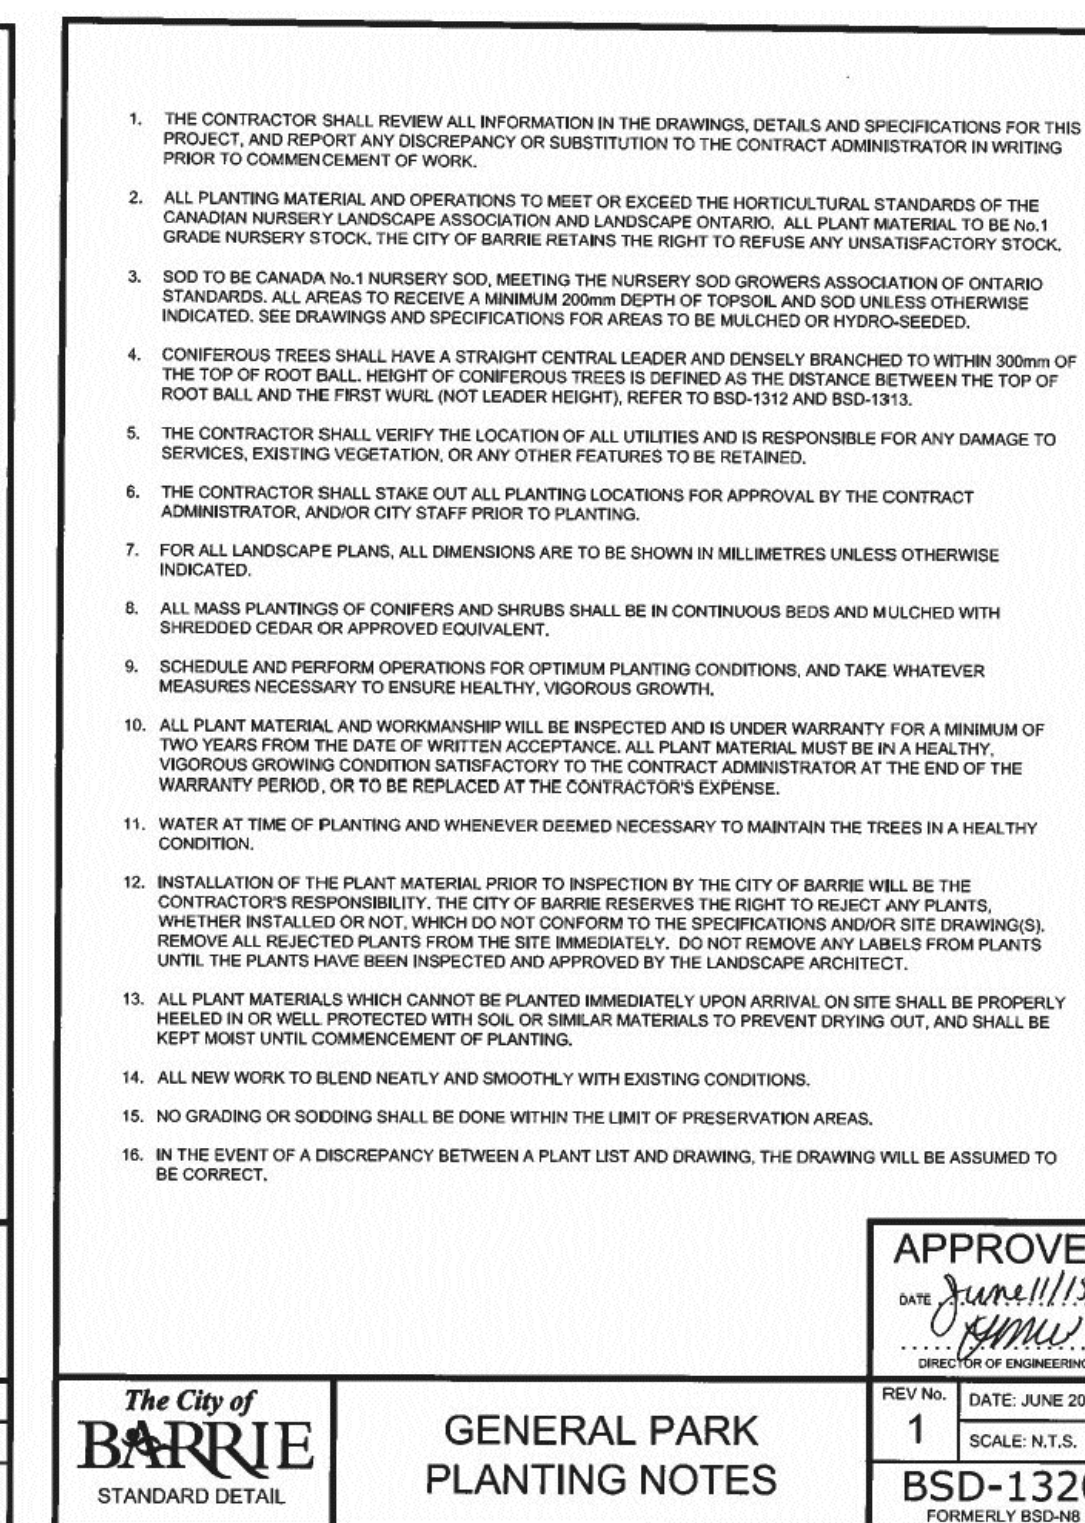 1. THE CONTRACTOR SHALL REVIEW ALL INFORMATION IN THE DRAWINGS, DETAILS AND SPECIFICATIONS FOR THIS
PROJECT, AND REPORT ANY DISCREPANCY OR SUBSTITUTION TO THE CONTRACT ADMINISTRATOR IN WRITING
PRIOR TO COMMENCEMENT OF WORK.
2. ALL PLANTING MATERIAL AND OPERATIONS TO MEET OR EXCEED THE HORTICULTURAL STANDARDS OF THE
CANADIAN NURSERY LANDSCAPE ASSOCIATION AND LANDSCAPE ONTARIO. ALL PLANT MATERIAL TO BE No.1
GRADE NURSERY STOCK. THE CITY OF BARRIE RETAINS THE RIGHT TO REFUSE ANY UNSATISFACTORY STOCK.
3. SOD TO BE CANADA No.1 NURSERY SOD, MEETING THE NURSERY SOD GROWERS ASSOCIATION OF ONTARIO
STANDARDS. ALL AREAS TO RECEIVE A MINIMUM 200mm DEPTH OF TOPSOIL AND SOD UNLESS OTHERWISE
INDICATED. SEE DRAWINGS AND SPECIFICATIONS FOR AREAS TO BE MULCHED OR HYDRO-SEEDED.
4. CONIFEROUS TREES SHALL HAVE A STRAIGHT CENTRAL LEADER AND DENSELY BRANCHED TO WITHIN 300mm OF
THE TOP OF ROOT BALL. HEIGHT OF CONIFEROUS TREES IS DEFINED AS THE DISTANCE BETWEEN THE TOP OF
ROOT BALL AND THE FIRST WURL (NOT LEADER HEIGHT), REFER TO BSD-1312 AND BSD-1313.
5. THE CONTRACTOR SHALL VERIFY THE LOCATION OF ALL UTILITIES AND IS RESPONSIBLE FOR ANY DAMAGE TO
SERVICES, EXISTING VEGETATION, OR ANY OTHER FEATURES TO BE RETAINED.
6. THE CONTRACTOR SHALL STAKE OUT ALL PLANTING LOCATIONS FOR APPROVAL BY THE CONTRACT
ADMINISTRATOR, AND/OR CITY STAFF PRIOR TO PLANTING.
7. FOR ALL LANDSCAPE PLANS, ALL DIMENSIONS ARE TO BE SHOWN IN MILLIMETRES UNLESS OTHERWISE
INDICATED.
8. ALL MASS PLANTINGS OF CONIFERS AND SHRUBS SHALL BE IN CONTINUOUS BEDS AND MULCHED WITH
SHREDDED CEDAR OR APPROVED EQUIVALENT.
9. SCHEDULE AND PERFORM OPERATIONS FOR OPTIMUM PLANTING CONDITIONS, AND TAKE WHATEVER
MEASURES NECESSARY TO ENSURE HEALTHY, VIGOROUS GROWTH.
10. ALL PLANT MATERIAL AND WORKMANSHIP WILL BE INSPECTED AND IS UNDER WARRANTY FOR A MINIMUM OF
TWO YEARS FROM THE DATE OF WRITTEN ACCEPTANCE. ALL PLANT MATERIAL MUST BE IN A HEALTHY,
VIGOROUS GROWING CONDITION SATISFACTORY TO THE CONTRACT ADMINISTRATOR AT THE END OF THE
WARRANTY PERIOD, OR TO BE REPLACED AT THE CONTRACTOR'S EXPENSE.
11. WATER AT TIME OF PLANTING AND WHENEVER DEEMED NECESSARY TO MAINTAIN THE TREES IN A HEALTHY
CONDITION.
12. INSTALLATION OF THE PLANT MATERIAL PRIOR TO INSPECTION BY THE CITY OF BARRIE WILL BE THE
CONTRACTOR'S RESPONSIBILITY. THE CITY OF BARRIE RESERVES THE RIGHT TO REJECT ANY PLANTS,
WHETHER INSTALLED OR NOT, WHICH DO NOT CONFORM TO THE SPECIFICATIONS AND/OR SITE DRAWING(S).
REMOVE ALL REJECTED PLANTS FROM THE SITE IMMEDIATELY. DO NOT REMOVE ANY LABELS FROM PLANTS
UNTIL THE PLANTS HAVE BEEN INSPECTED AND APPROVED BY THE LANDSCAPE ARCHITECT.
13. ALL PLANT MATERIALS WHICH CANNOT BE PLANTED IMMEDIATELY UPON ARRIVAL ON SITE SHALL BE PROPERLY
HEELED IN OR WELL PROTECTED WITH SOIL OR SIMILAR MATERIALS TO PREVENT DRYING OUT, AND SHALL BE
KEPT MOIST UNTIL COMMENCEMENT OF PLANTING.
14. ALL NEW WORK TO BLEND NEATLY AND SMOOTHLY WITH EXISTING CONDITIONS.
15. NO GRADING OR SODDING SHALL BE DONE WITHIN THE LIMIT OF PRESERVATION AREAS.
16. IN THE EVENT OF A DISCREPANCY BETWEEN A PLANT LIST AND DRAWING, THE DRAWING WILL BE ASSUMED TO
BE CORRECT.
APPROVE
DATE June 11/
DIRECTOR OF ENGINEERING
The City of
BARRIE
STANDARD DETAIL
GENERAL PARK
PLANTING NOTES
REV No.
1
DATE: JUNE 20
SCALE: N.T.S.
BSD-132
FORMERLY BSD-N8